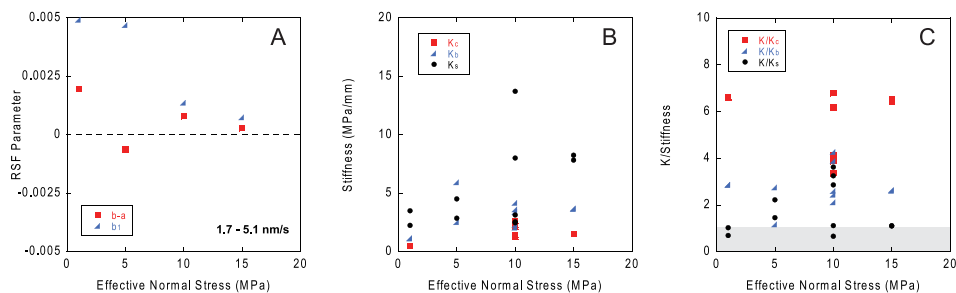 A
0.005
0.0025
0
-0.0025
-0.005
RSF Parameter
b-a
b1
1.7 - 5.1 nm/s
0 5 10 15 20
Effective Normal Stress (MPa)
B
Kc
Kb
Ks
20
15
10
5
0
Stiffness (MPa/mm)
0 5 10 15 20
Effective Normal Stress (MPa)
C
K/Kc
K/Kb
K/Ks
10
8
6
4
2
0
K/Stiffness
0 5 10 15 20
Effective Normal Stress (MPa)